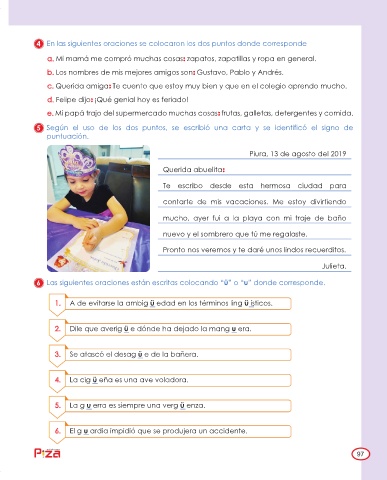 4 En las siguientes oraciones se colocaron los dos puntos donde corresponde
a. Mi mamá me compró muchas cosas: zapatos, zapatillas y ropa en general.
b. Los nombres de mis mejores amigos son: Gustavo, Pablo y Andrés.
c. Querida amiga: Te cuento que estoy muy bien y que en el colegio aprendo mucho.
d. Felipe dijo: ¡Qué genial hoy es feriado!
e. Mi papá trajo del supermercado muchas cosas: frutas, galletas, detergentes y comida.
5 Según el uso de los dos puntos, se escribió una carta y se identificó el signo de
puntuación.
Piura, 13 de agosto del 2019
Querida abuelita:
Te escribo desde esta hermosa ciudad para
contarte de mis vacaciones. Me estoy divirtiendo
mucho, ayer fui a la playa con mi traje de baño
nuevo y el sombrero que tú me regalaste.
Pronto nos veremos y te daré unos lindos recuerditos.
Julieta.
6 Las siguientes oraciones están escritas colocando "ü" o "u" donde corresponde.
1. A de evitarse la ambig ü edad en los términos ling ü ísticos.
2. Dile que averig ü e dónde ha dejado la mang u era.
3. Se atascó el desag ü e de la bañera.
4. La cig ü eña es una ave voladora.
5. La g u erra es siempre una verg ü enza.
6. El g u ardia impidió que se produjera un accidente.
Piza
97